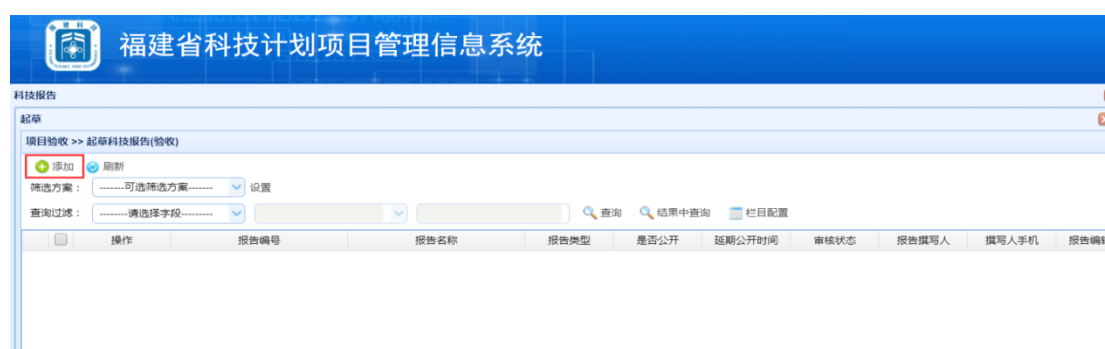 福建省科技计划项目管理信息系统
科技报告
起草
项目验收 >> 起草科技报告(验收)
添加 刷新
筛选方案： -------可选筛选方案------- 设置
查询过滤： --------请选择字段--------- 查询 结果中查询 栏目配置
操作 报告编号 报告名称 报告类型 是否公开 延期公开时间 审核状态 报告撰写人 撰写人手机 报告编辑